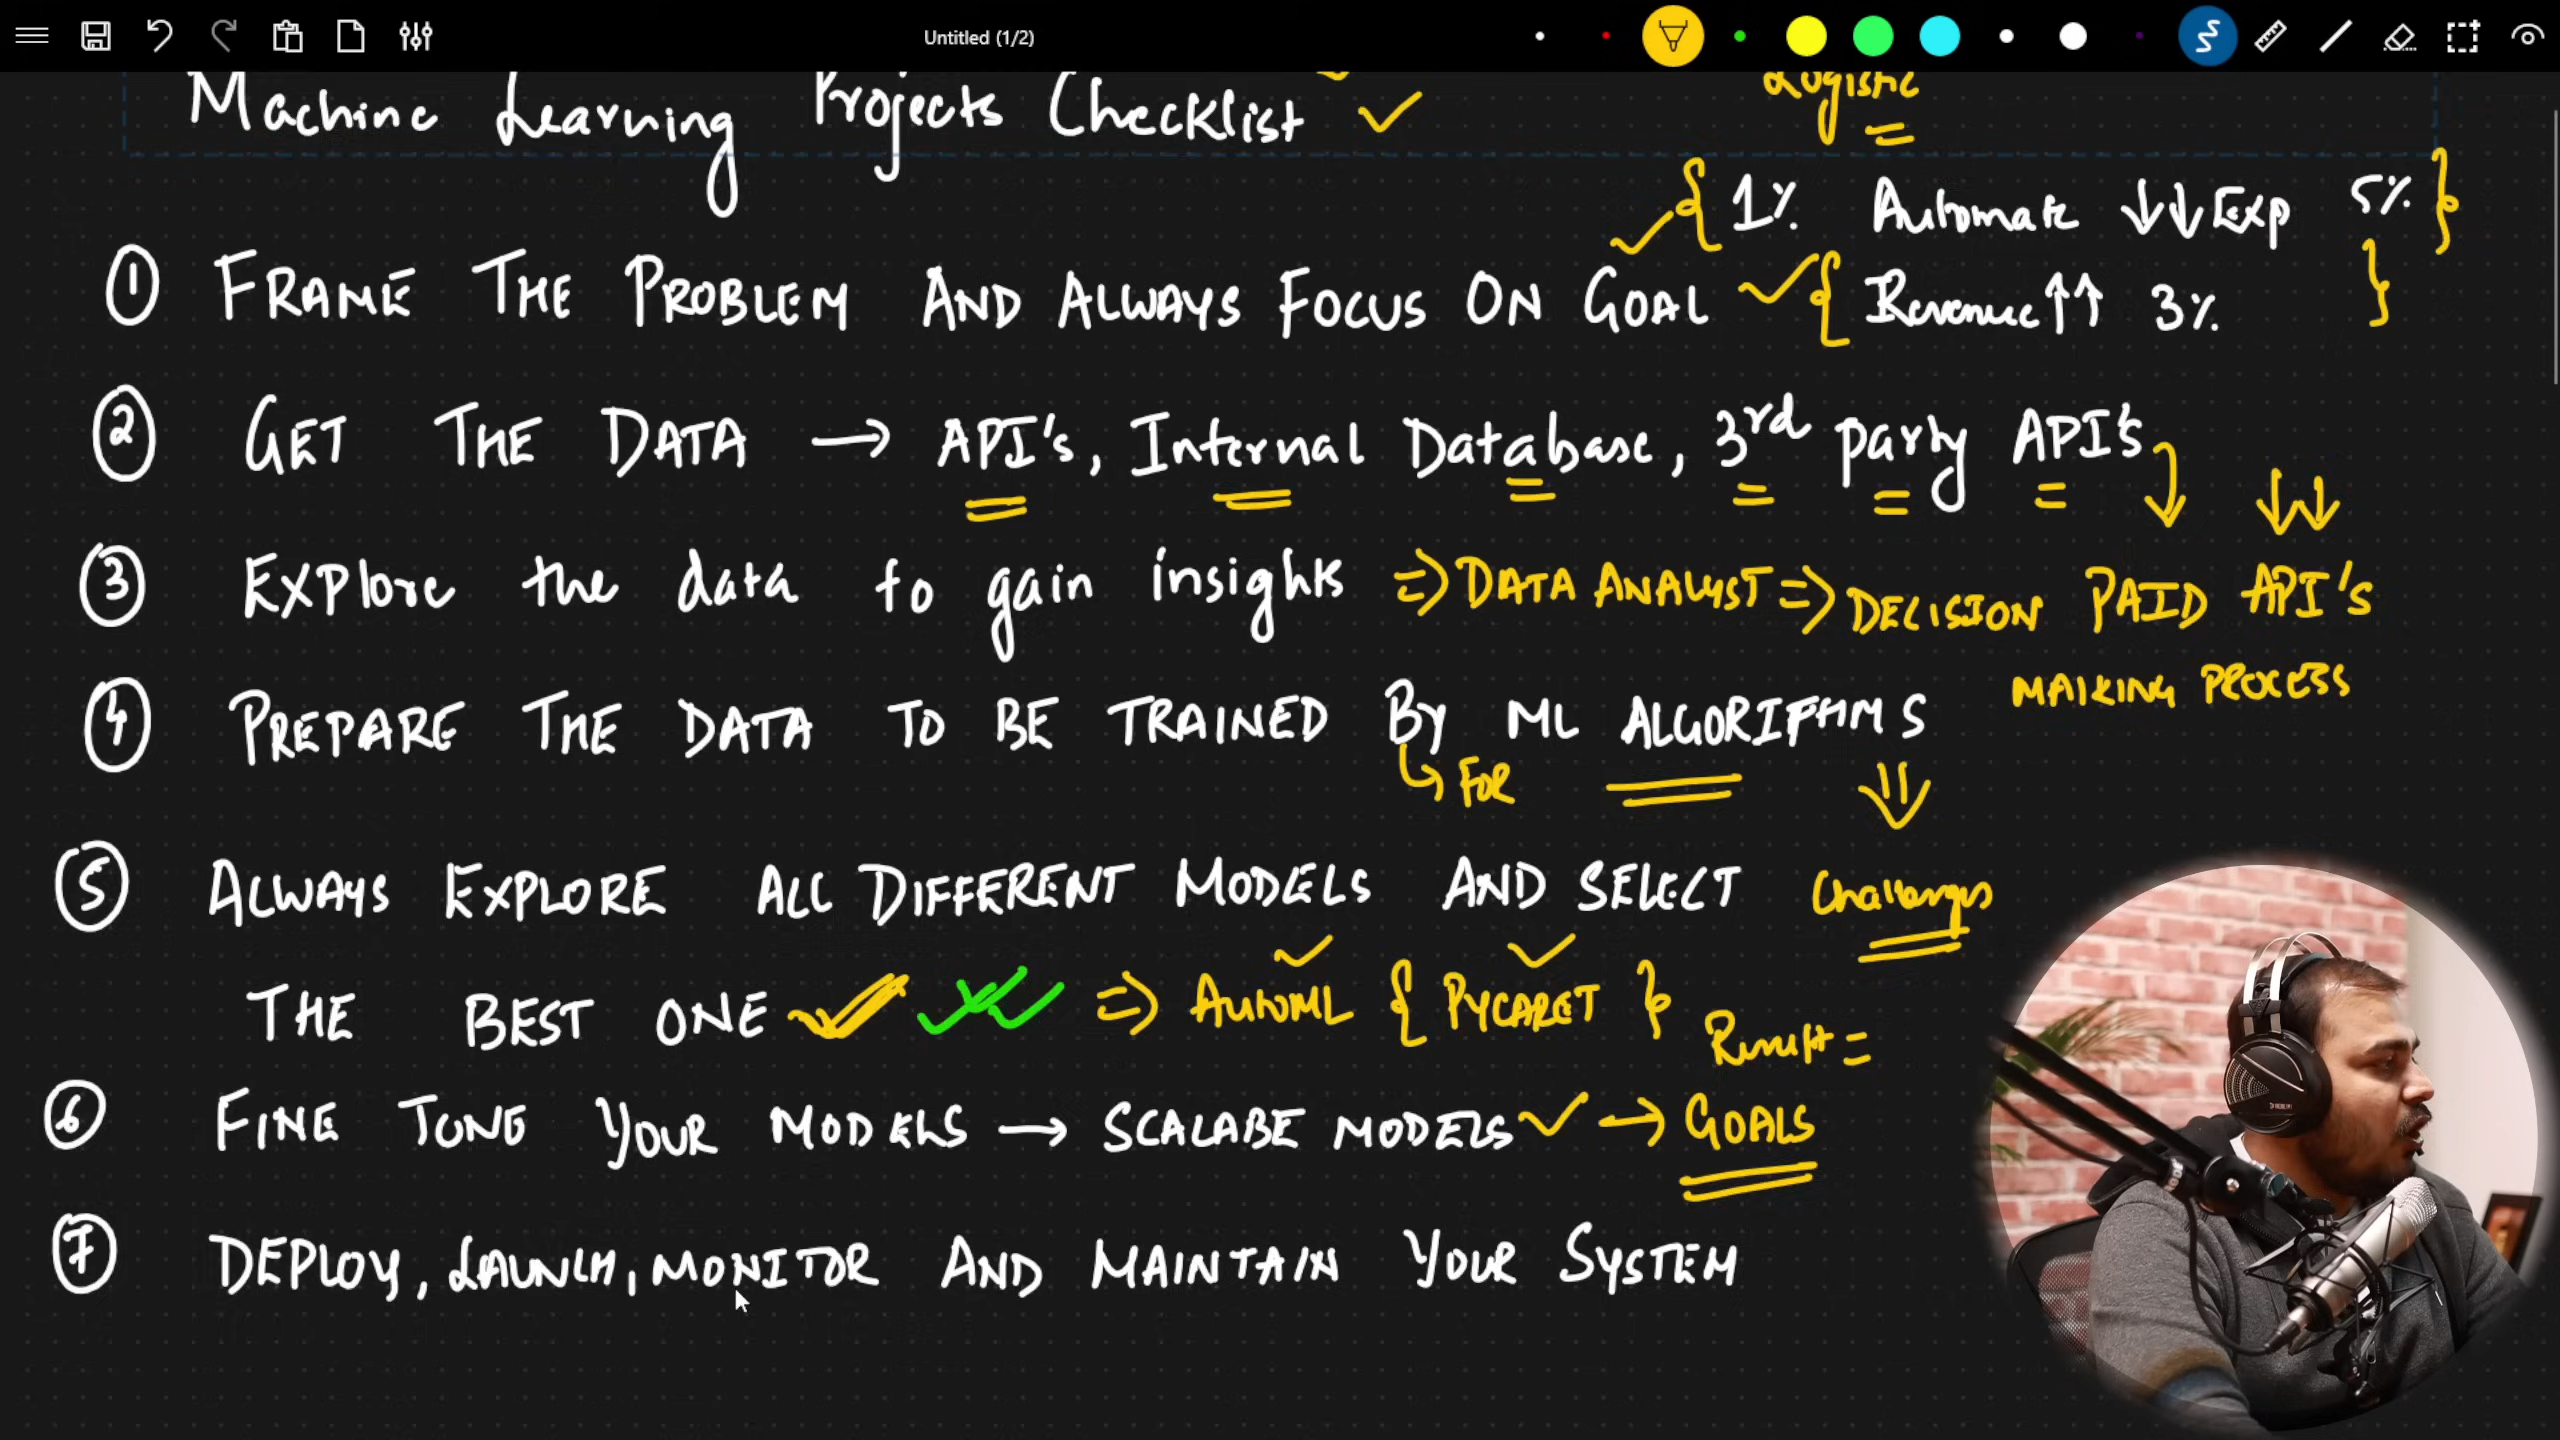 Untitled (1/2)
Logistic
Machine Learning Projects Checklist
{ 1% Automate ↓↓ Exp 5% }
① FRAME THE PROBLEM AND ALWAYS FOCUS ON GOAL { Revenue ↑↑ 3% }
② GET THE DATA → API's, Internal Database, 3rd party API's
③ Explore the data to gain insights => DATA ANALYST => DECISION PAID API's
MAIKING PROCESS
④ PREPARE THE DATA TO BE TRAINED By ML ALGORIFHMS
↳ FOR
⑤ ALWAYS EXPLORE ALL DIFFERENT MODELS AND SELECT Challenges
THE BEST ONE => AutoML { PYCARET }
⑥ FINE TUNG YOUR MODELS → SCALABE MODELS → GOALS
⑦ DEPLOY, LAUNCH, MONITOR AND MAINTAIN YOUR SYSTEM